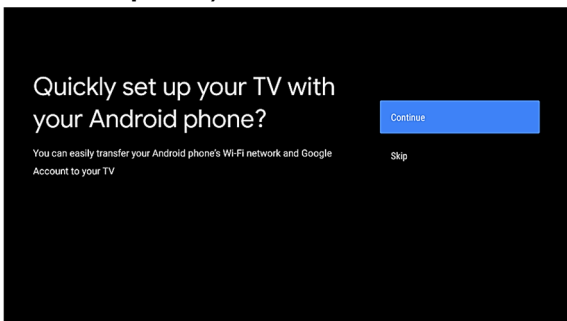 Quickly set up your TV with
your Android phone?
You can easily transfer your Android phone's Wi-Fi network and Google
Account to your TV
Continue
Skip